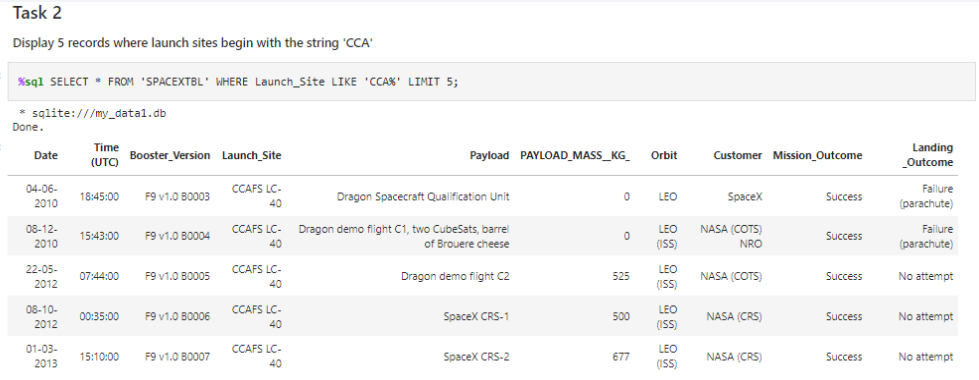 Task 2
Display 5 records where launch sites begin with the string 'CCA'
%sql SELECT * FROM 'SPACEXTBL' WHERE Launch_Site LIKE 'CCA%' LIMIT 5;
* sqlite:///my_data1.db
Done.
Date Time (UTC) Booster_Version Launch_Site Payload PAYLOAD_MASS__KG_ Orbit Customer Mission_Outcome Landing _Outcome
04-06-2010 18:45:00 F9 v1.0 B0003 CCAFS LC-40 Dragon Spacecraft Qualification Unit 0 LEO SpaceX Success Failure (parachute)
08-12-2010 15:43:00 F9 v1.0 B0004 CCAFS LC-40 Dragon demo flight C1, two CubeSats, barrel of Brouere cheese 0 LEO (ISS) NASA (COTS) NRO Success Failure (parachute)
22-05-2012 07:44:00 F9 v1.0 B0005 CCAFS LC-40 Dragon demo flight C2 525 LEO (ISS) NASA (COTS) Success No attempt
08-10-2012 00:35:00 F9 v1.0 B0006 CCAFS LC-40 SpaceX CRS-1 500 LEO (ISS) NASA (CRS) Success No attempt
01-03-2013 15:10:00 F9 v1.0 B0007 CCAFS LC-40 SpaceX CRS-2 677 LEO (ISS) NASA (CRS) Success No attempt